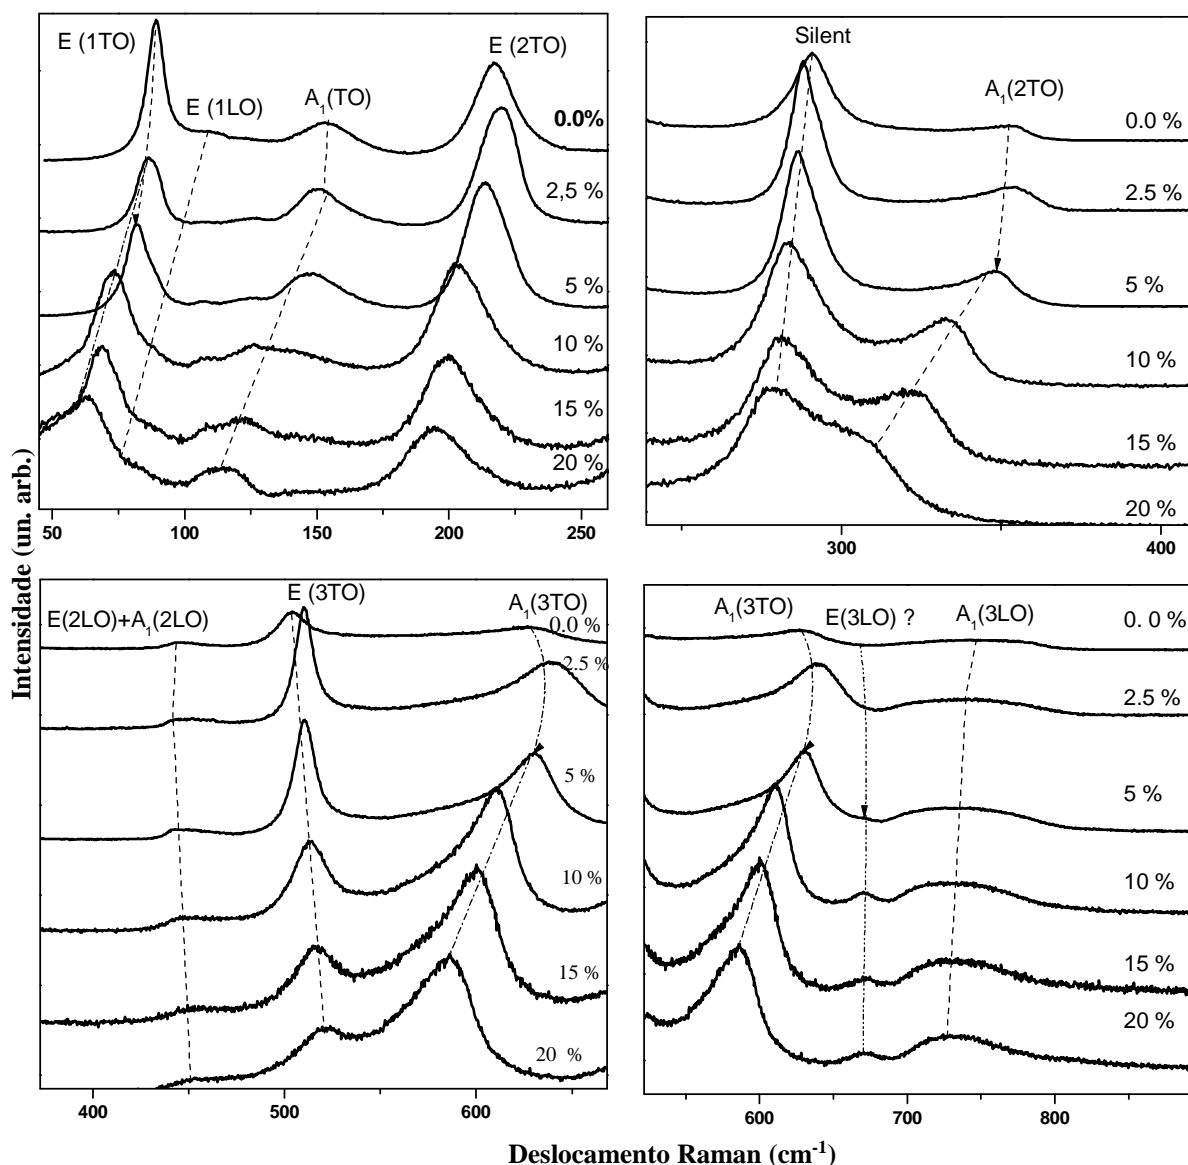 E (1TO)
E (1LO)
A1(TO)
E (2TO)
0.0%
2,5 %
5 %
10 %
15 %
20 %
50 100 150 200 250
Silent
A1(2TO)
0.0 %
2.5 %
5 %
10 %
15 %
20 %
300 400
Intensidade (un. arb.)
E(2LO)+A1(2LO)
E (3TO)
A1(3TO)
0.0 %
2.5 %
5 %
10 %
15 %
20 %
400 500 600
A1(3TO)
E(3LO) ?
A1(3LO)
0. 0 %
2.5 %
5 %
10 %
15 %
20 %
600 700 800
Deslocamento Raman (cm-1)